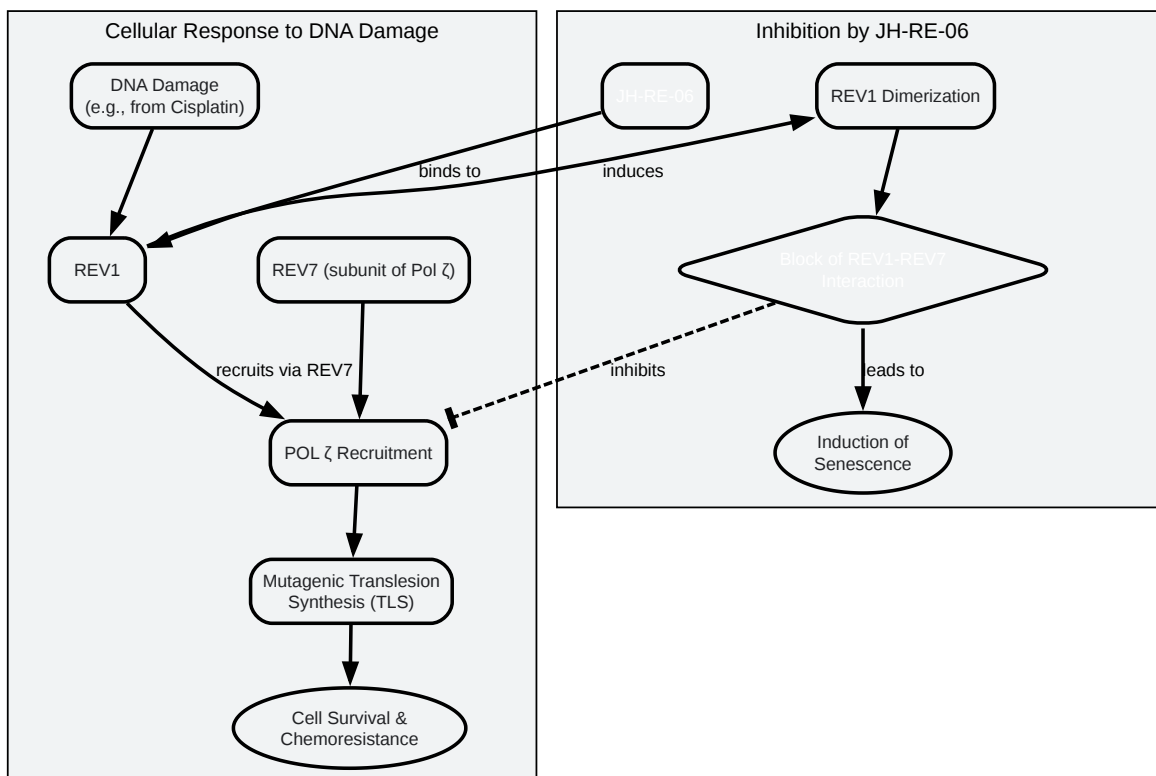 Cellular Response to DNA Damage
DNA Damage
(e.g., from Cisplatin)
REV1
REV7 (subunit of Pol ζ)
recruits via REV7
POL ζ Recruitment
Mutagenic Translesion
Synthesis (TLS)
Cell Survival &
Chemoresistance
Inhibition by JH-RE-06
JH-RE-06
REV1 Dimerization
binds to
induces
Block of REV1-REV7
Interaction
inhibits
leads to
Induction of
Senescence